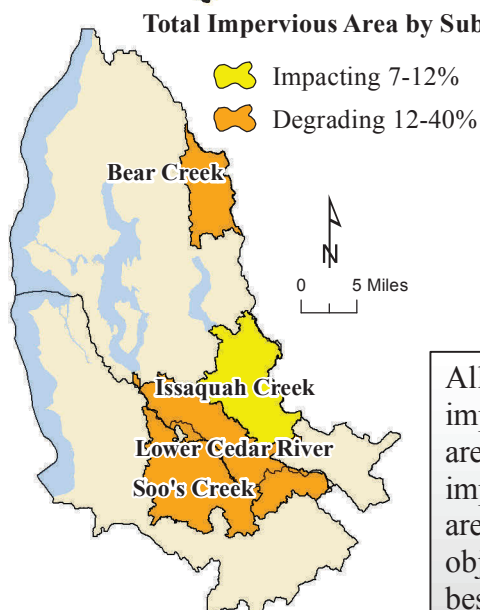 Total Impervious Area by Sub
Impacting 7-12%
Degrading 12-40%
Bear Creek
N
0 5 Miles
Issaquah Creek
Lower Cedar River
Soo's Creek
All
imp
are
imp
are
obj
bes